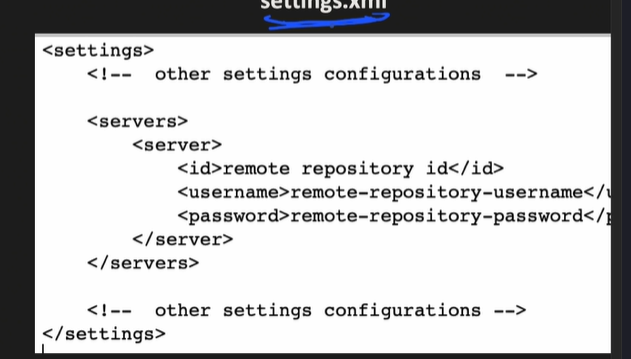 settings.xml
<settings>
<!-- other settings configurations -->
<servers>
<server>
<id>remote repository id</id>
<username>remote-repository-username</
<password>remote-repository-password</
</server>
</servers>
<!-- other settings configurations -->
</settings>